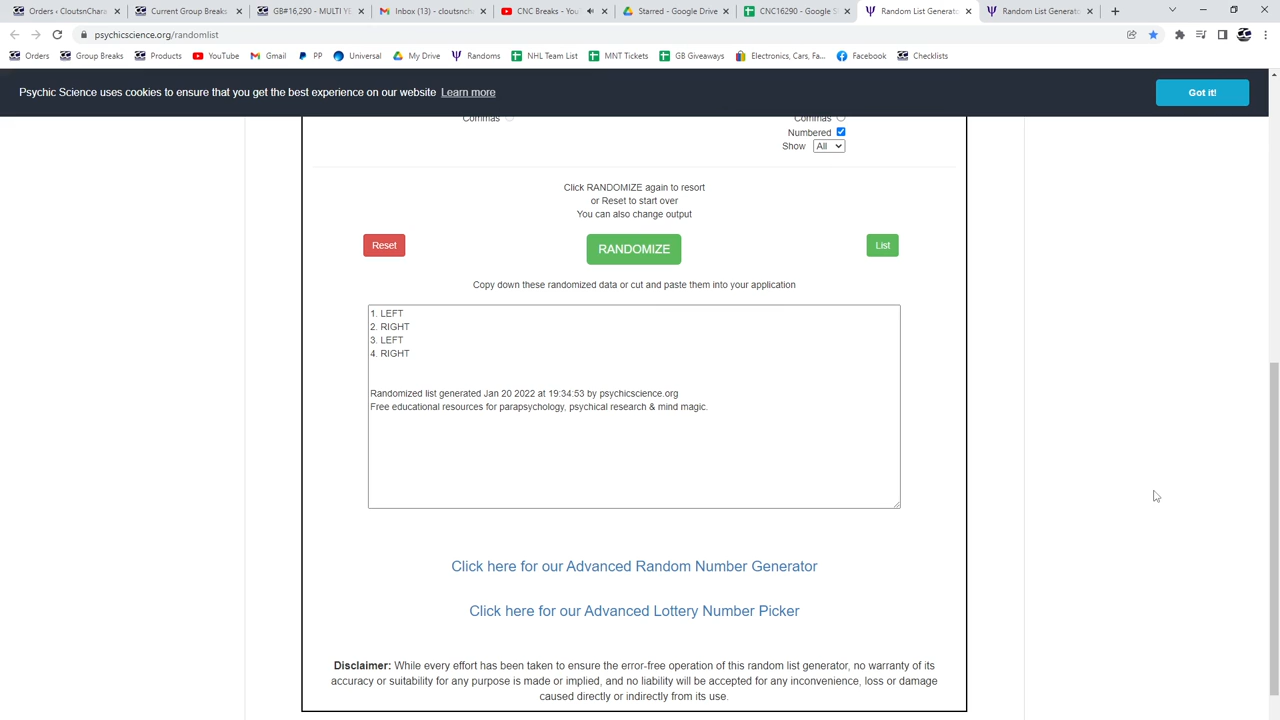 Orders ‹ CloutsnChara
Current Group Breaks
GB#16,290 - MULTI YE
Inbox (13) - cloutsnch
CNC Breaks - You
Starred - Google Drive
CNC16290 - Google S
Random List Generato
Random List Generato
psychicscience.org/randomlist
Orders
Group Breaks
Products
YouTube
Gmail
PP
Universal
My Drive
Randoms
NHL Team List
MNT Tickets
GB Giveaways
Electronics, Cars, Fa...
Facebook
Checklists
Psychic Science uses cookies to ensure that you get the best experience on our website Learn more
Got it!
Commas
Commas
Numbered
Show All
Click RANDOMIZE again to resort
or Reset to start over
You can also change output
Reset
RANDOMIZE
List
Copy down these randomized data or cut and paste them into your application
1. LEFT
2. RIGHT
3. LEFT
4. RIGHT
Randomized list generated Jan 20 2022 at 19:34:53 by psychicscience.org
Free educational resources for parapsychology, psychical research & mind magic.
Click here for our Advanced Random Number Generator
Click here for our Advanced Lottery Number Picker
Disclaimer: While every effort has been taken to ensure the error-free operation of this random list generator, no warranty of its
accuracy or suitability for any purpose is made or implied, and no liability will be accepted for any inconvenience, loss or damage
caused directly or indirectly from its use.